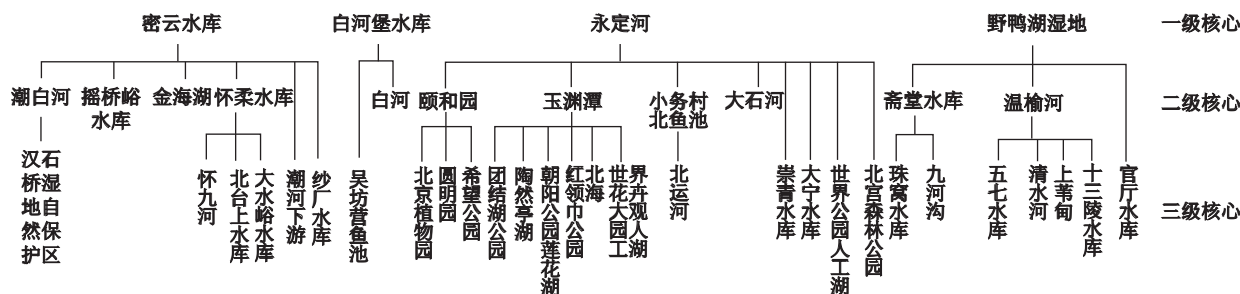 密云水库 白河堡水库 永定河 野鸭湖湿地 一级核心
潮白河 摇桥峪水库 金海湖 怀柔水库 白河 颐和园 玉渊潭 小务村北鱼池 大石河 斋堂水库 温榆河 二级核心
汉石桥湿地自然保护区
怀九河
北台上水库
大水峪水库
潮河下游
纱厂水库
吴坊营鱼池
北京植物园
圆明园
希望公园
团结湖公园
陶然亭湖
朝阳公园莲花湖
红领巾公园
北海
世界花卉大观园人工湖
北运河
崇青水库
大宁水库
世界公园人工湖
北宫森林公园
珠窝水库
九河沟
五七水库
清水河
上苇甸
十三陵水库
官厅水库
三级核心